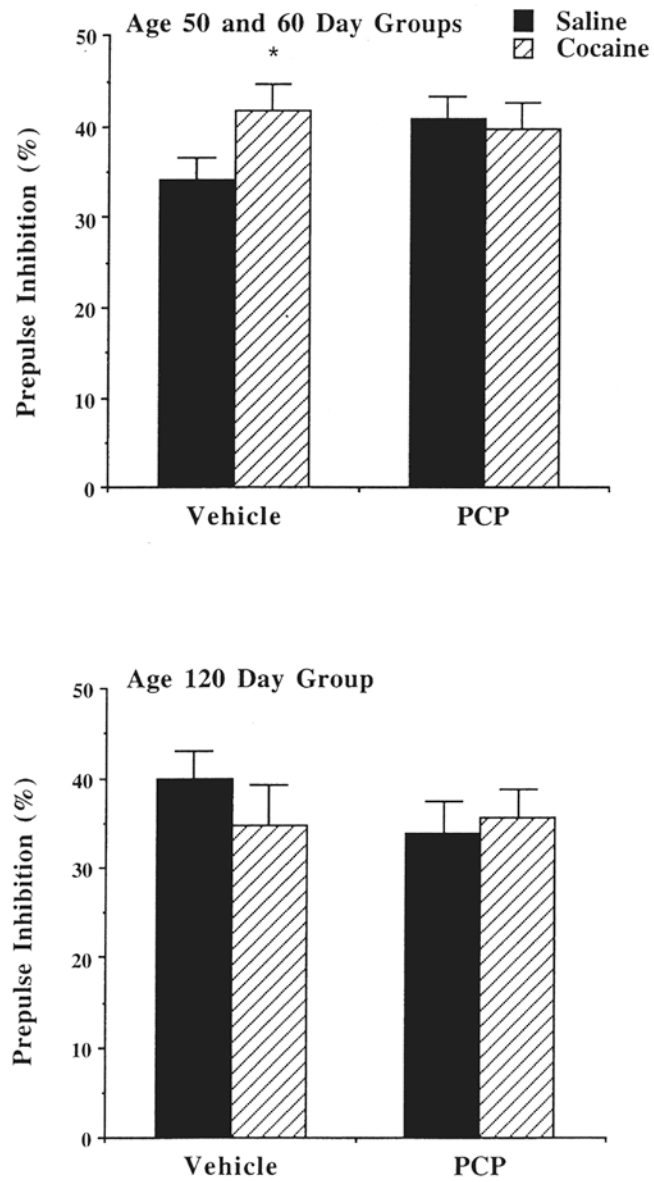 Age 50 and 60 Day Groups
Saline
Cocaine
*
Prepulse Inhibition (%)
50
40
30
20
10
0
Vehicle PCP
Age 120 Day Group
Prepulse Inhibition (%)
50
40
30
20
10
0
Vehicle PCP